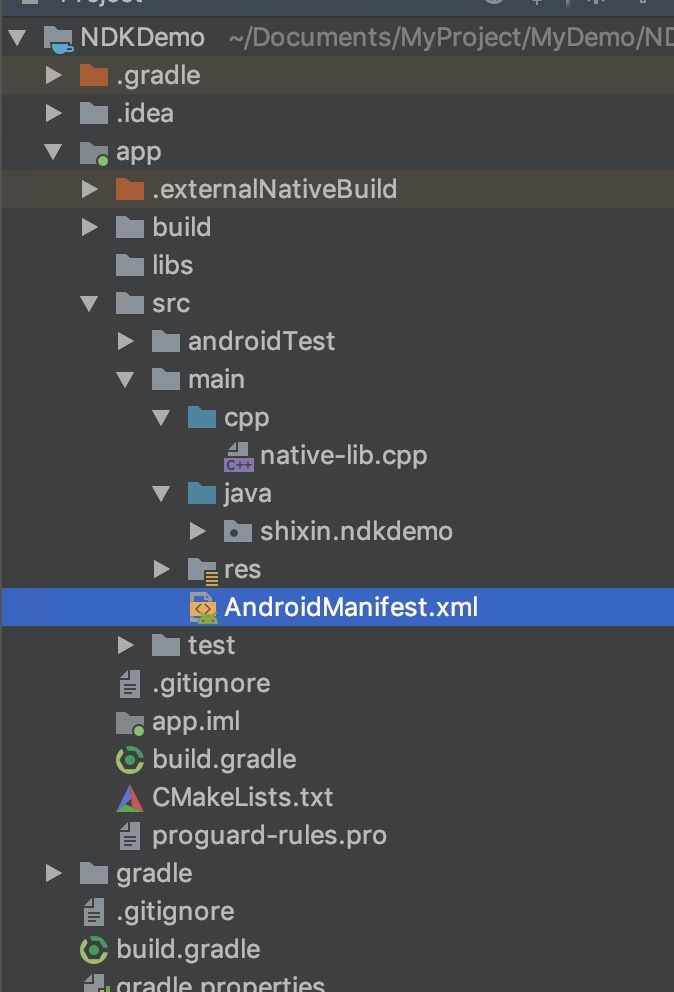 Project
NDKDemo ~/Documents/MyProject/MyDemo/ND
.gradle
.idea
app
.externalNativeBuild
build
libs
src
androidTest
main
cpp
C++ native-lib.cpp
java
shixin.ndkdemo
res
AndroidManifest.xml
test
.gitignore
app.iml
build.gradle
CMakeLists.txt
proguard-rules.pro
gradle
.gitignore
build.gradle
gradle.properties